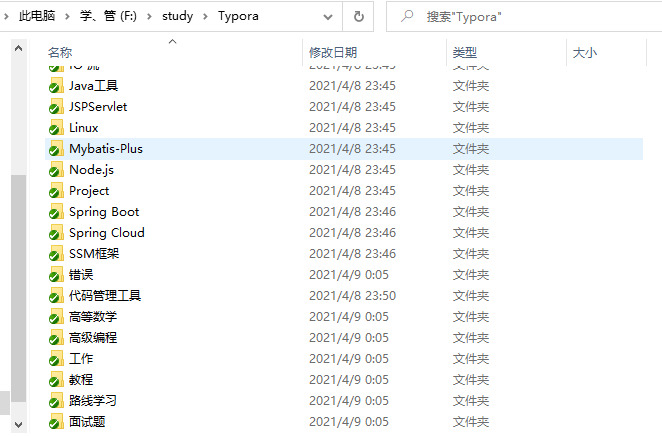 此电脑 > 学、管 (F:) > study > Typora 搜索"Typora"
名称 修改日期 类型 大小
IO 流 2021/4/8 23:45 文件夹
Java工具 2021/4/8 23:45 文件夹
JSPServlet 2021/4/8 23:45 文件夹
Linux 2021/4/8 23:45 文件夹
Mybatis-Plus 2021/4/8 23:45 文件夹
Node.js 2021/4/8 23:45 文件夹
Project 2021/4/8 23:45 文件夹
Spring Boot 2021/4/8 23:46 文件夹
Spring Cloud 2021/4/8 23:46 文件夹
SSM框架 2021/4/8 23:46 文件夹
错误 2021/4/9 0:05 文件夹
代码管理工具 2021/4/8 23:50 文件夹
高等数学 2021/4/9 0:05 文件夹
高级编程 2021/4/9 0:05 文件夹
工作 2021/4/9 0:05 文件夹
教程 2021/4/9 0:05 文件夹
路线学习 2021/4/9 0:05 文件夹
面试题 2021/4/9 0:05 文件夹